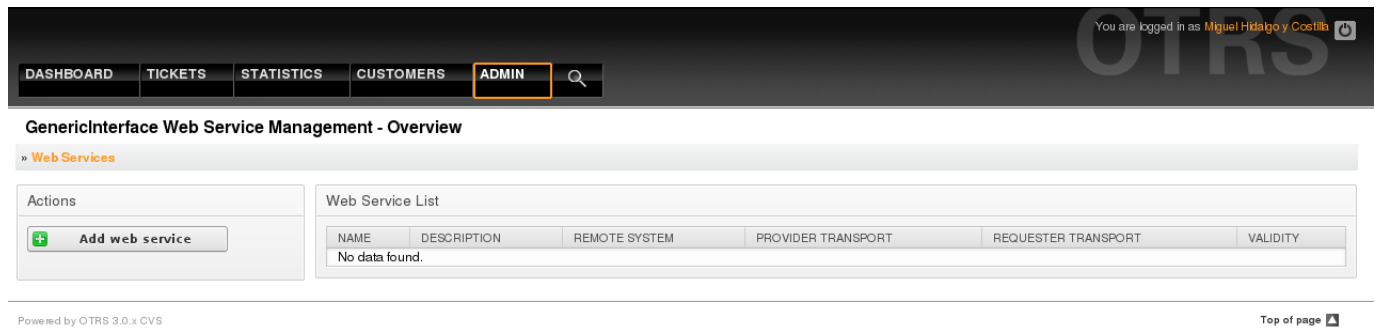 OTRS
You are logged in as Miguel Hidalgo y Costilla
DASHBOARD TICKETS STATISTICS CUSTOMERS ADMIN
GenericInterface Web Service Management - Overview
» Web Services
Actions
Add web service
Web Service List
NAME DESCRIPTION REMOTE SYSTEM PROVIDER TRANSPORT REQUESTER TRANSPORT VALIDITY
No data found.
Powered by OTRS 3.0.x CVS
Top of page